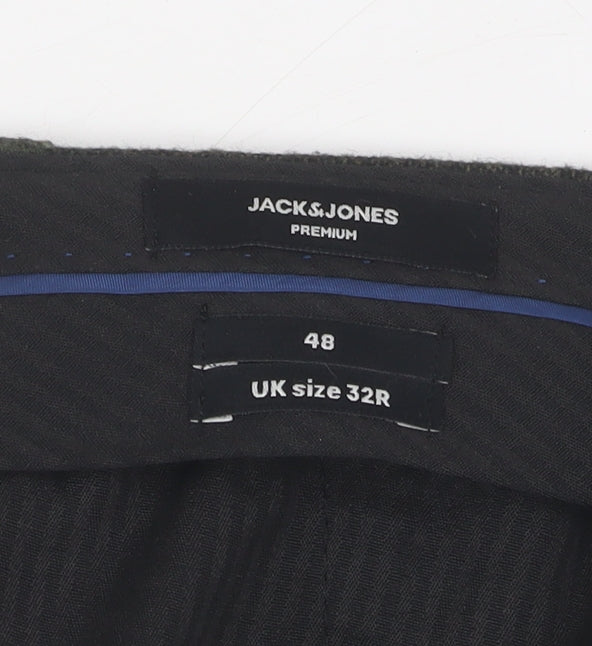 JACK&JONES
PREMIUM
48
UK size 32R